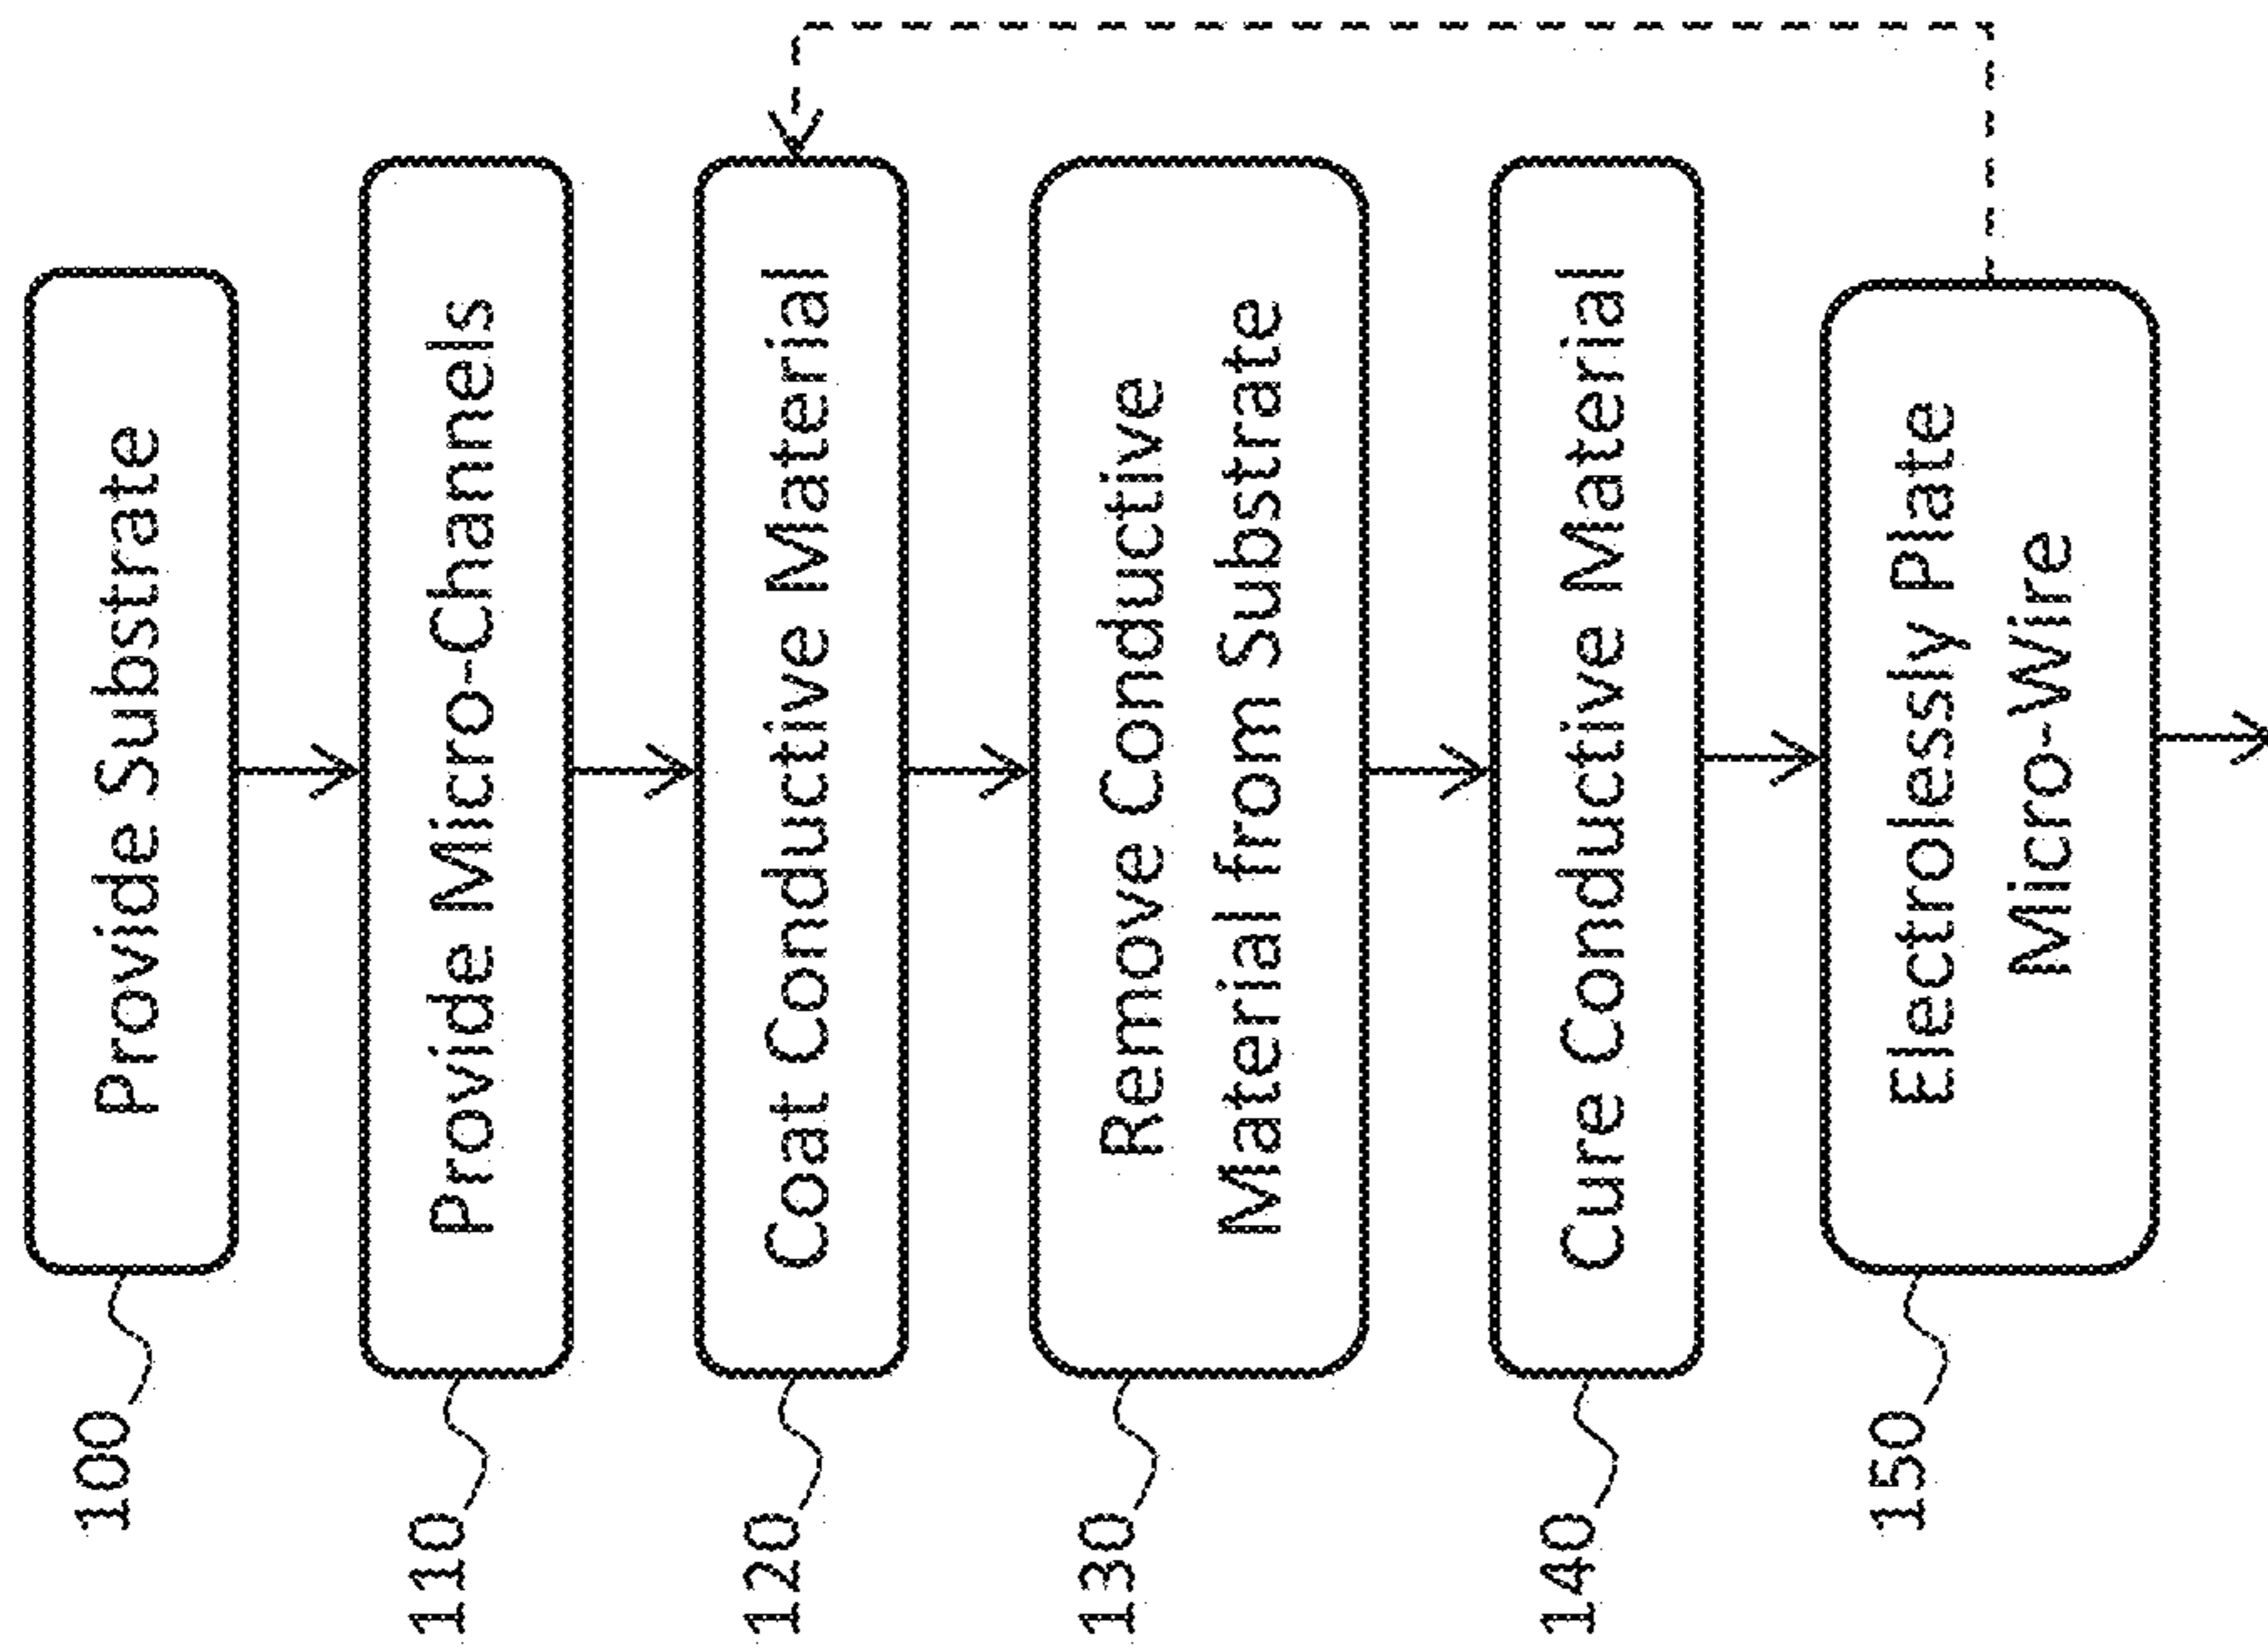 100
Provide Substrate
110
Provide Micro-Channels
120
Coat Conductive Material
130
Remove Conductive
Material from Substrate
140
Cure Conductive Material
150
Electrolessly Plate
Micro-Wire